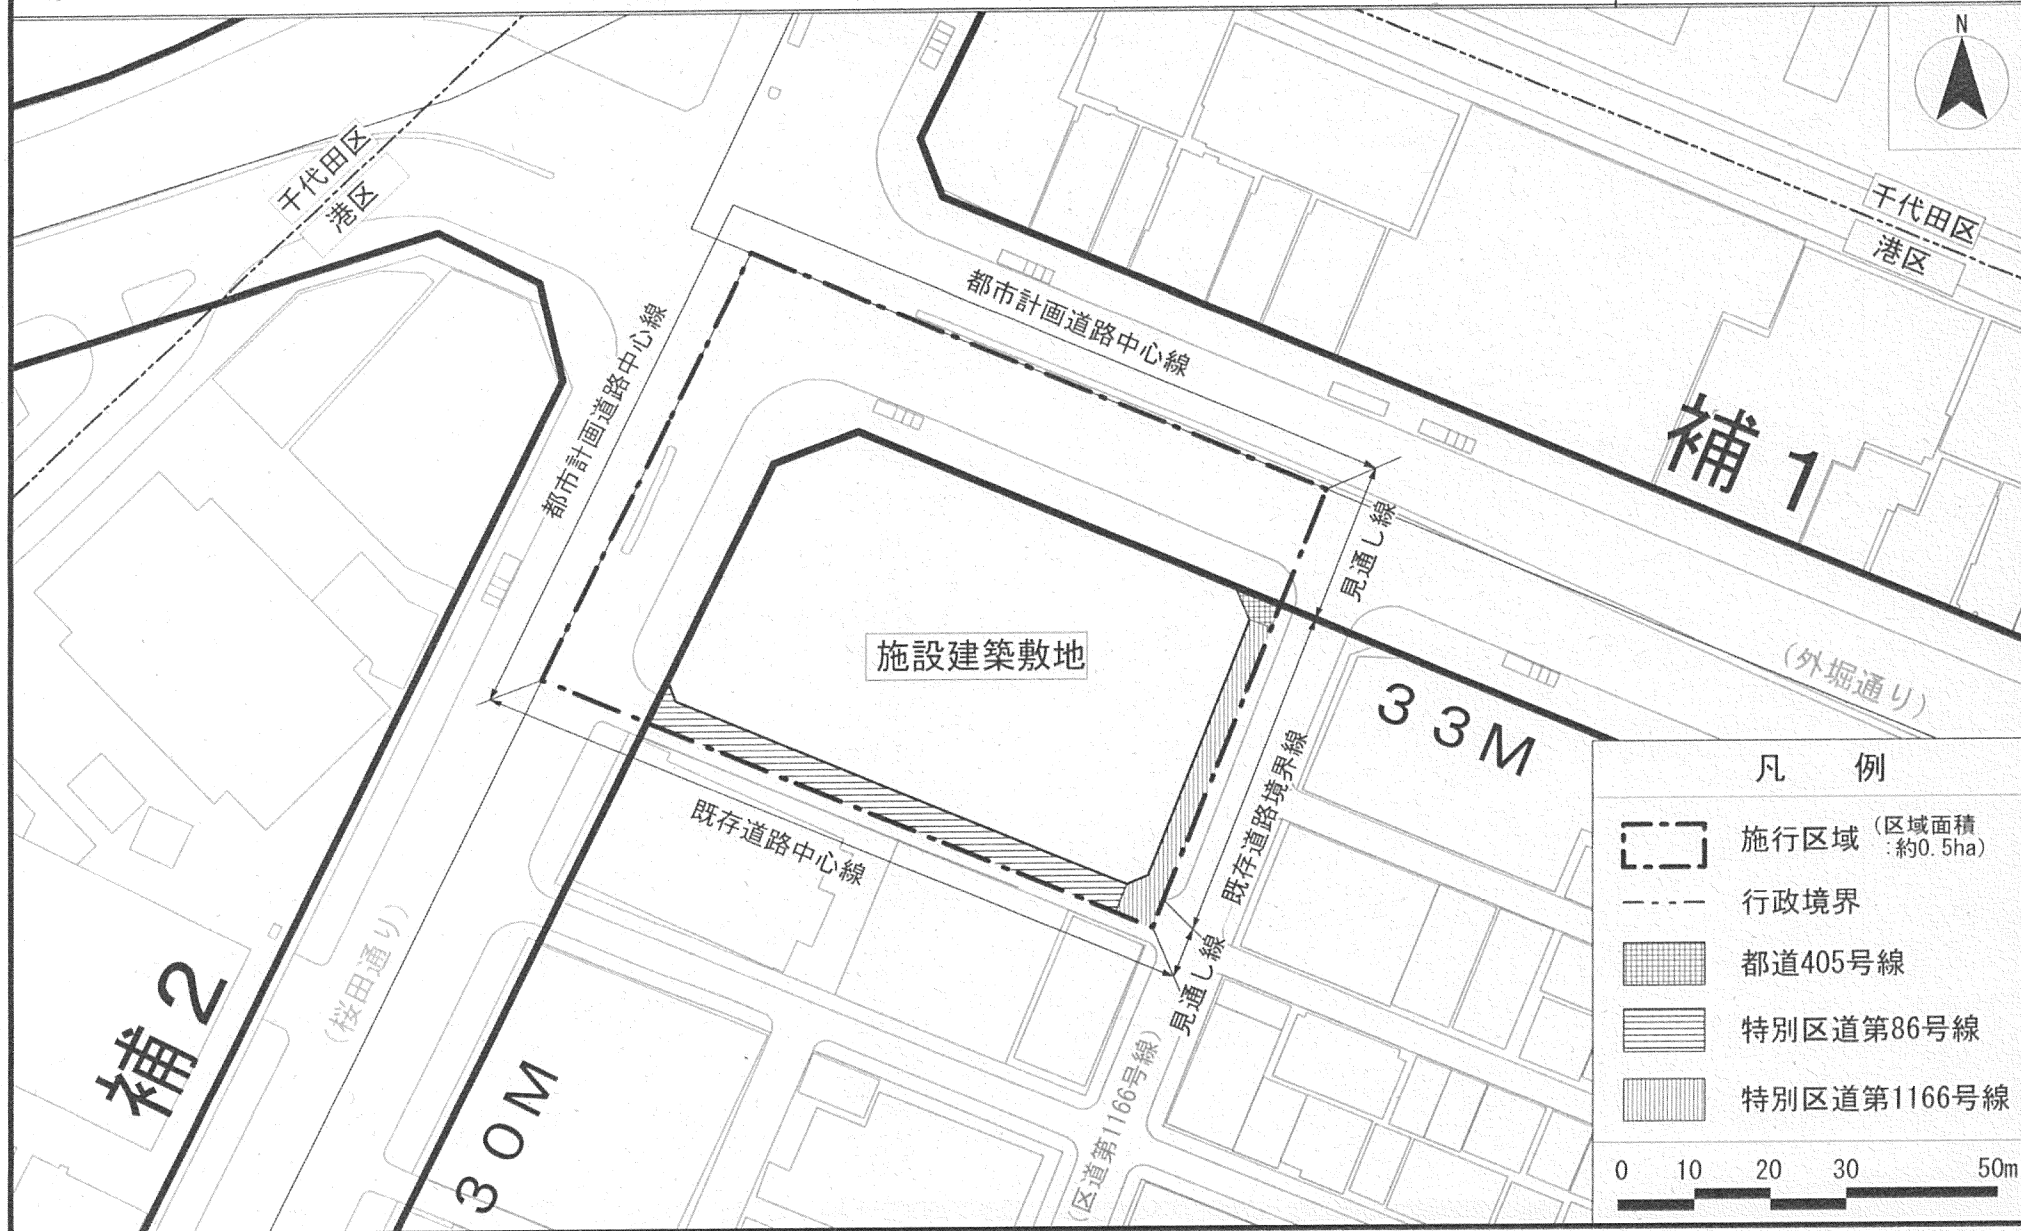 N
千代田区
港区
千代田区
港区
都市計画道路中心線
都市計画道路中心線
補1
見通し線
施設建築敷地
(外堀通り)
33M
既存道路境界線
既存道路中心線
見通し線
(桜田通り)
補2
30M
(区道第1166号線)
凡 例
施行区域 (区域面積
:約0.5ha)
行政境界
都道405号線
特別区道第86号線
特別区道第1166号線
0 10 20 30 50m